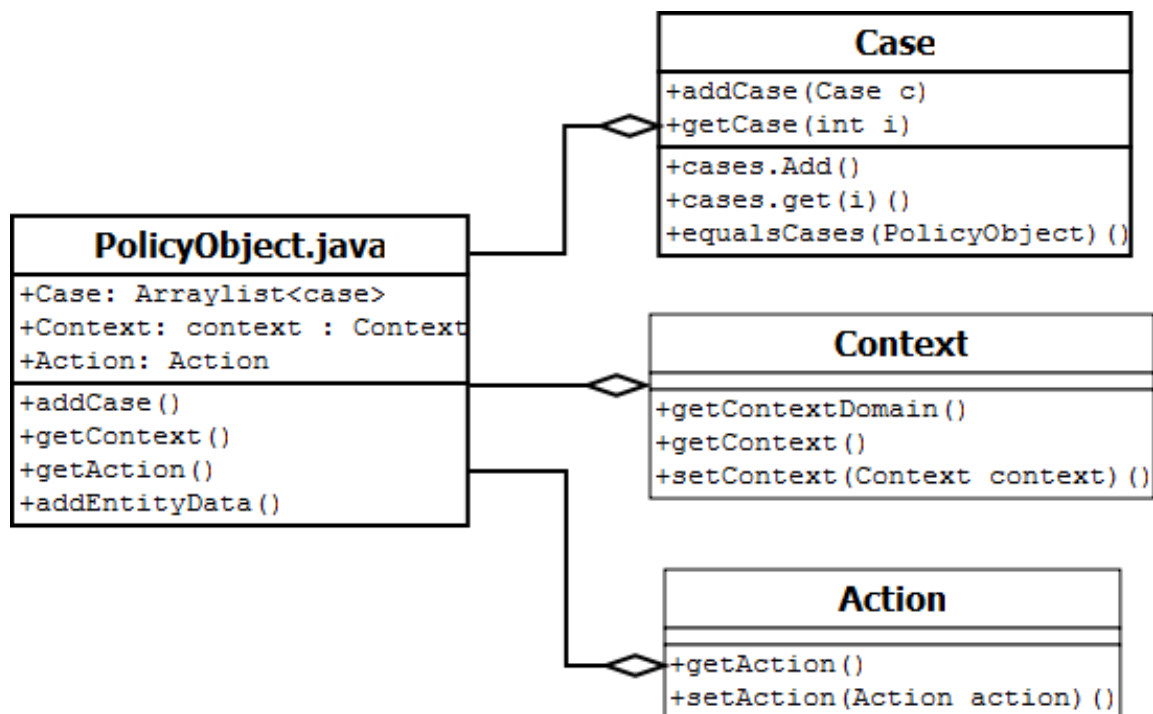 Case
+addCase(Case c)
+getCase(int i)
+cases.Add()
+cases.get(i)()
+equalsCases(PolicyObject)()
PolicyObject.java
+Case: Arraylist<case>
+Context: context : Context
+Action: Action
+addCase()
+getContext()
+getAction()
+addEntityData()
Context
+getContextDomain()
+getContext()
+setContext(Context context)()
Action
+getAction()
+setAction(Action action)()